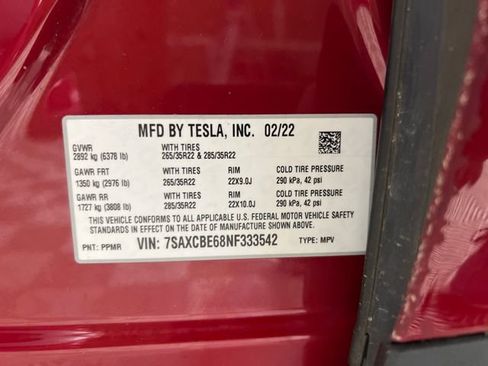 MFD BY TESLA, INC. 02/22
GVWR WITH TIRES
2892 kg (6378 lb) 265/35R22 & 285/35R22
GAWR FRT WITH TIRES RIM COLD TIRE PRESSURE
1350 kg (2976 lb) 265/35R22 22X9.0J 290 kPa, 42 psi
GAWR RR WITH TIRES RIM COLD TIRE PRESSURE
1727 kg (3808 lb) 285/35R22 22X10.0J 290 kPa, 42 psi
THIS VEHICLE CONFORMS TO ALL APPLICABLE U.S. FEDERAL MOTOR VEHICLE SAFETY
STANDARDS IN EFFECT ON THE DATE OF MANUFACTURE SHOWN ABOVE.
PNT: PPMR VIN: 7SAXCBE68NF333542 TYPE: MPV